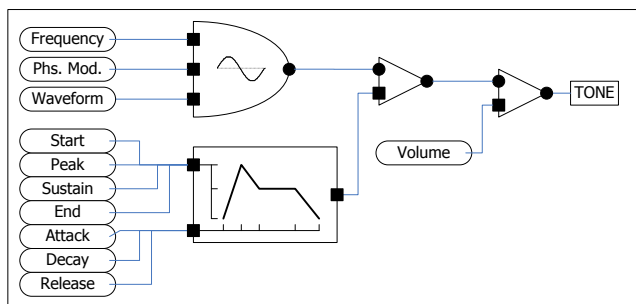 Frequency
Phs. Mod.
Waveform
Start
Peak
Sustain
End
Attack
Decay
Release
Volume
TONE